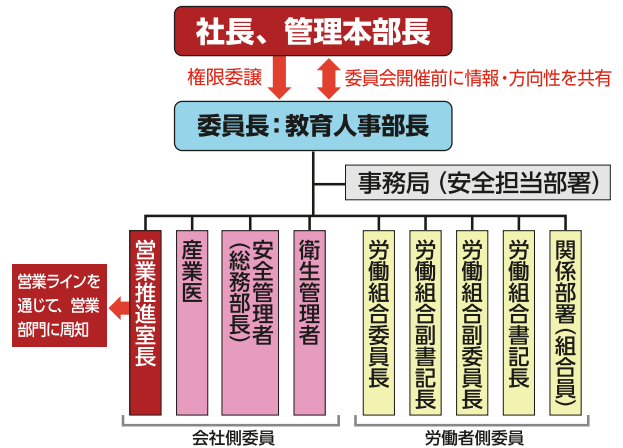 社長、管理本部長
権限委譲
委員会開催前に情報・方向性を共有
委員長：教育人事部長
事務局（安全担当部署）
営業推進室長
産業医
安全管理者
（総務部長）
衛生管理者
労働組合委員長
労働組合副書記長
労働組合副委員長
労働組合書記長
関係部署（組合員）
営業ラインを
通じて、営業
部門に周知
会社側委員
労働者側委員